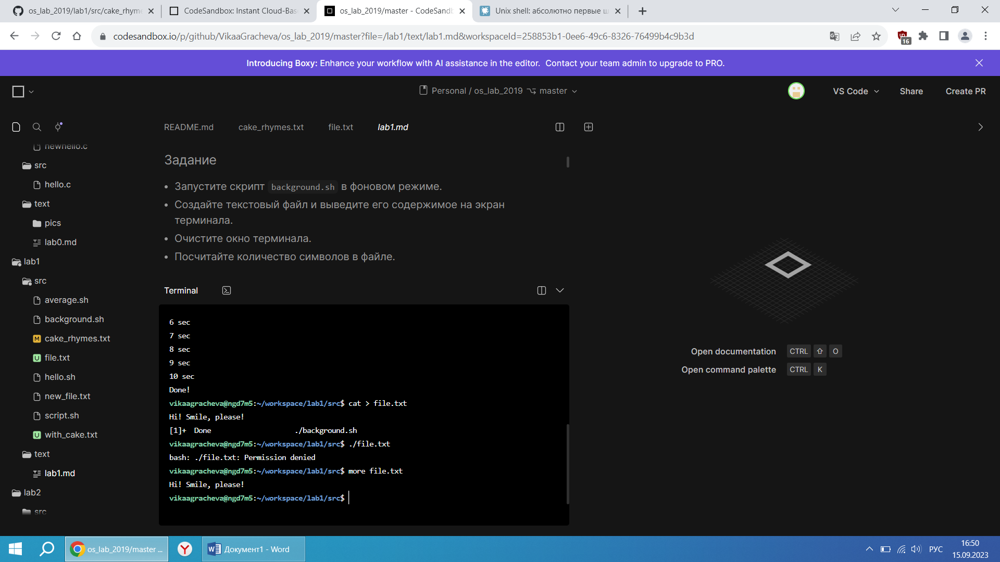 os_lab_2019/lab1/src/cake_rhyme
CodeSandbox: Instant Cloud-Bas
os_lab_2019/master - CodeSandb
Unix shell: абсолютно первые ш
codesandbox.io/p/github/VikaaGracheva/os_lab_2019/master?file=/lab1/text/lab1.md&workspaceId=258853b1-0ee6-49c6-8326-76499b4c9b3d
16
Introducing Boxy: Enhance your workflow with AI assistance in the editor. Contact your team admin to upgrade to PRO.
Personal / os_lab_2019 master
VS Code
Share
Create PR
README.md
cake_rhymes.txt
file.txt
lab1.md
newhello.c
src
hello.c
text
pics
lab0.md
lab1
src
average.sh
background.sh
M cake_rhymes.txt
U file.txt
hello.sh
new_file.txt
script.sh
U with_cake.txt
text
lab1.md
lab2
src
Задание
• Запустите скрипт background.sh в фоновом режиме.
• Создайте текстовый файл и выведите его содержимое на экран
терминала.
• Очистите окно терминала.
• Посчитайте количество символов в файле.
Terminal
6 sec
7 sec
8 sec
9 sec
10 sec
Done!
vikaagracheva@ngd7m5:~/workspace/lab1/src$ cat > file.txt
Hi! Smile, please!
[1]+  Done                    ./background.sh
vikaagracheva@ngd7m5:~/workspace/lab1/src$ ./file.txt
bash: ./file.txt: Permission denied
vikaagracheva@ngd7m5:~/workspace/lab1/src$ more file.txt
Hi! Smile, please!
vikaagracheva@ngd7m5:~/workspace/lab1/src$
Open documentation CTRL ⇧ O
Open command palette CTRL K
os_lab_2019/master ...
Документ1 - Word
РУС
16:50
15.09.2023